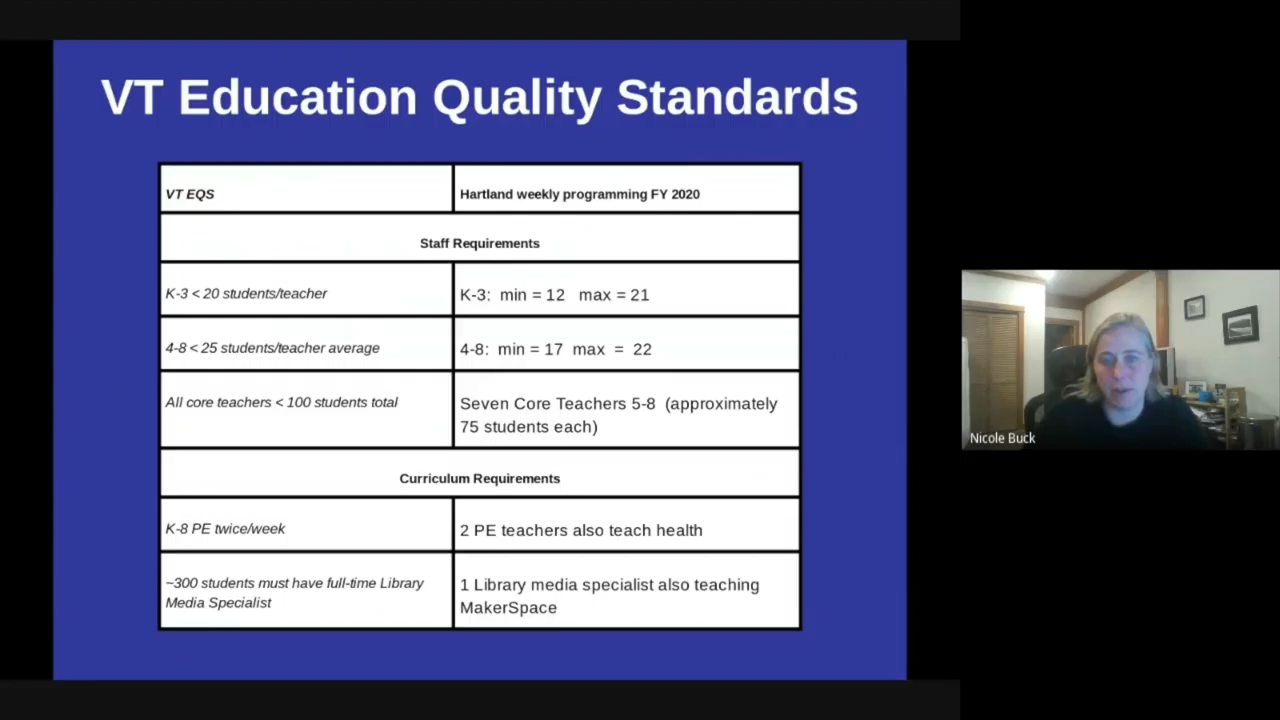 VT Education Quality Standards
VT EQS
Hartland weekly programming FY 2020
Staff Requirements
K-3 < 20 students/teacher
K-3: min = 12 max = 21
4-8 < 25 students/teacher average
4-8: min = 17 max = 22
All core teachers < 100 students total
Seven Core Teachers 5-8 (approximately
75 students each)
Curriculum Requirements
K-8 PE twice/week
2 PE teachers also teach health
~300 students must have full-time Library
Media Specialist
1 Library media specialist also teaching
MakerSpace
Nicole Buck